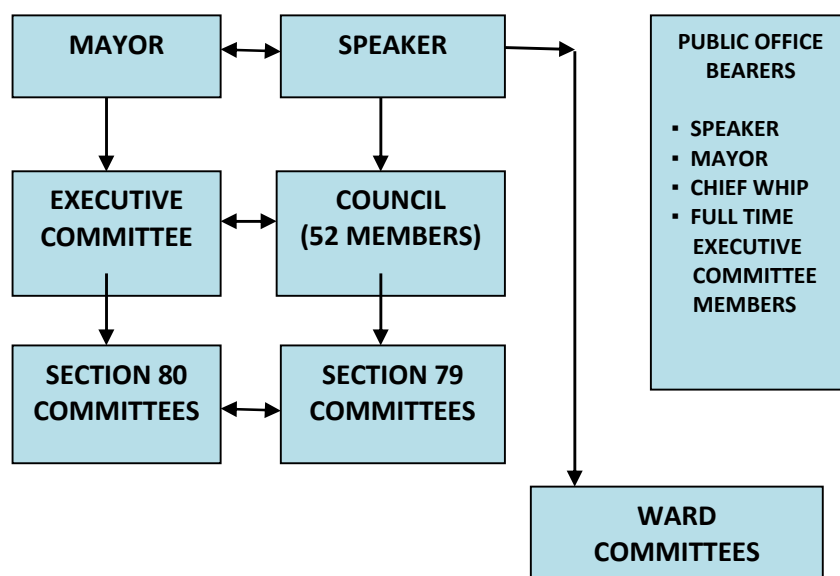 MAYOR
SPEAKER
PUBLIC OFFICE
BEARERS
▪ SPEAKER
▪ MAYOR
▪ CHIEF WHIP
▪ FULL TIME
EXECUTIVE
COMMITTEE
MEMBERS
EXECUTIVE
COMMITTEE
COUNCIL
(52 MEMBERS)
SECTION 80
COMMITTEES
SECTION 79
COMMITTEES
WARD
COMMITTEES